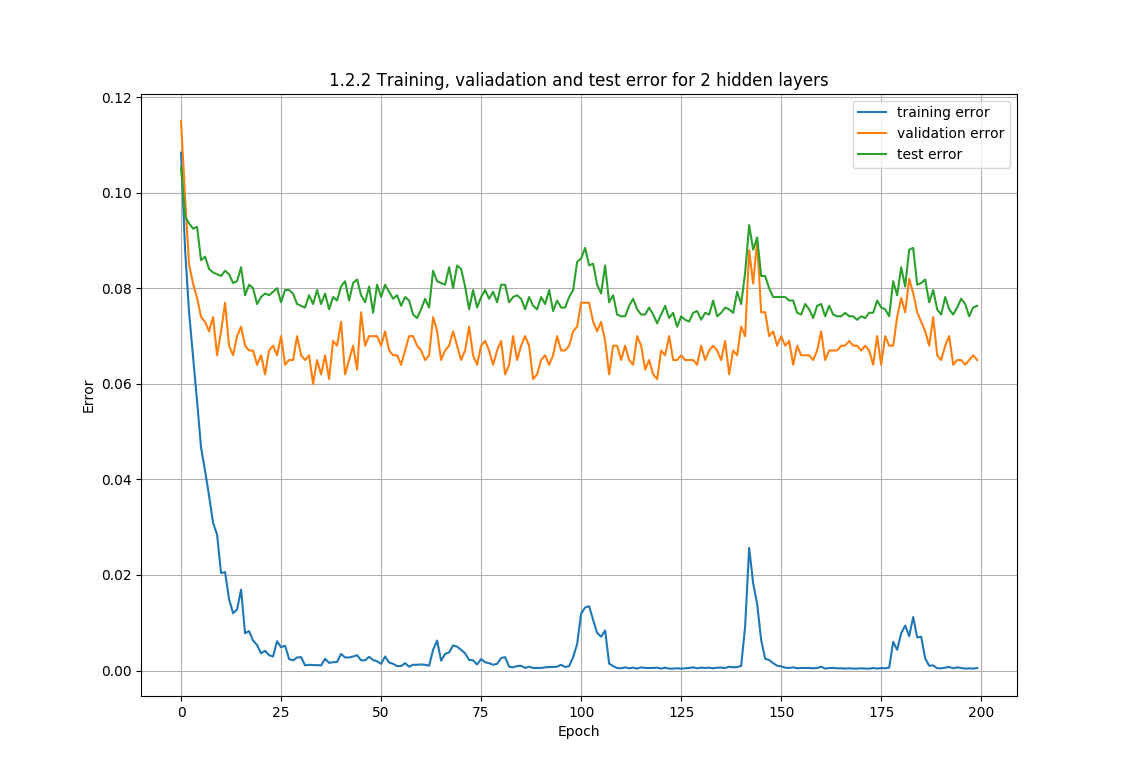 1.2.2 Training, valiadation and test error for 2 hidden layers
training error
validation error
test error
Error
0.12
0.10
0.08
0.06
0.04
0.02
0.00
0 25 50 75 100 125 150 175 200
Epoch